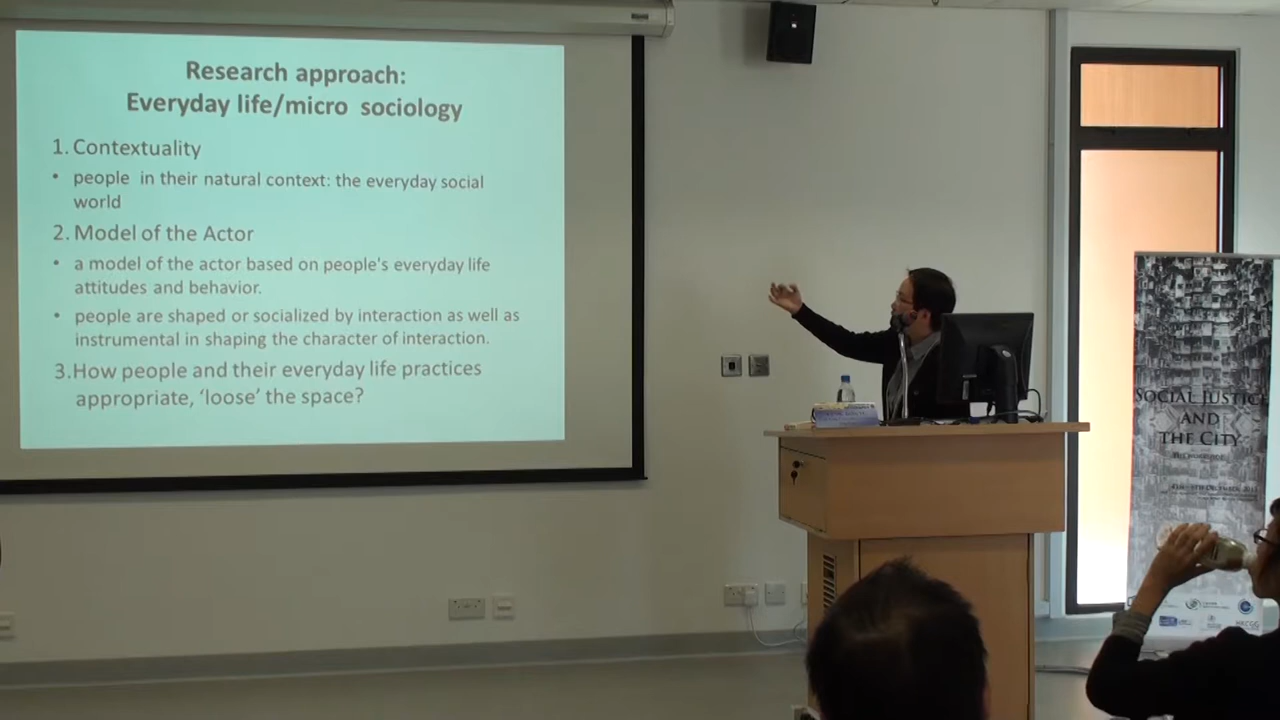 Research approach:
Everyday life/micro sociology
1. Contextuality
• people in their natural context: the everyday social
world
2. Model of the Actor
• a model of the actor based on people's everyday life
attitudes and behavior.
• people are shaped or socialized by interaction as well as
instrumental in shaping the character of interaction.
3.How people and their everyday life practices
appropriate, ‘loose’ the space?
SOCIAL JUSTICE
AND
THE CITY
HKCGG